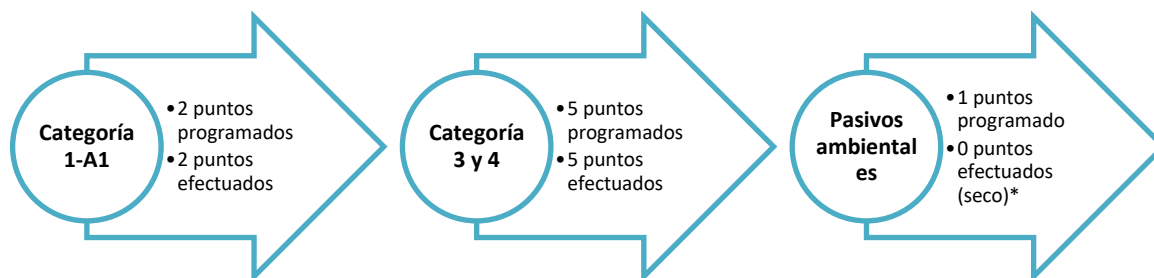 Categoría
1-A1
•2 puntos
programados
•2 puntos
efectuados
Categoría
3 y 4
•5 puntos
programados
•5 puntos
efectuados
Pasivos
ambiental
es
•1 puntos
programado
•0 puntos
efectuados
(seco)*